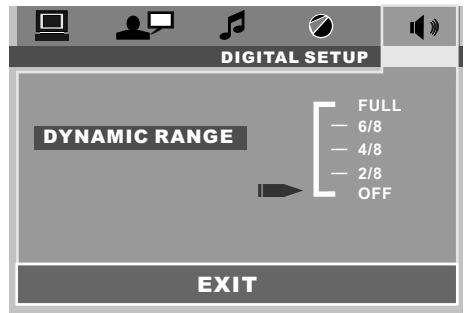 DIGITAL SETUP
FULL
6/8
DYNAMIC RANGE
4/8
2/8
OFF
EXIT